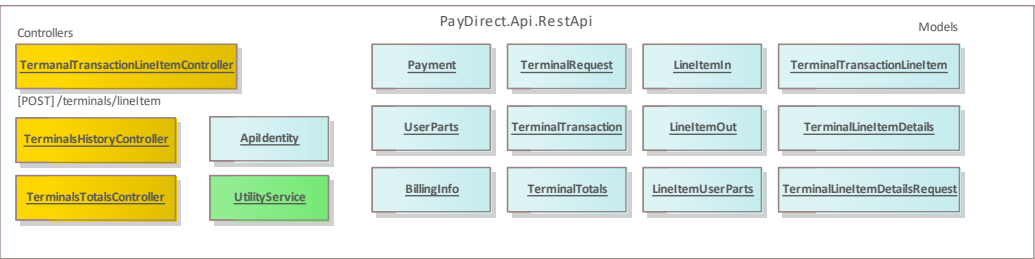 PayDirect.Api.RestApi
Controllers
Models
TermanalTransactionLineItemController
Payment
TerminalRequest
LineItemIn
TerminalTransactionLineItem
[POST] /terminals/lineItem
TerminalsHistoryController
ApiIdentity
UserParts
TerminalTransaction
LineItemOut
TerminalLineItemDetails
TerminalsTotalsController
UtilityService
BillingInfo
TerminalTotals
LineItemUserParts
TerminalLineItemDetailsRequest